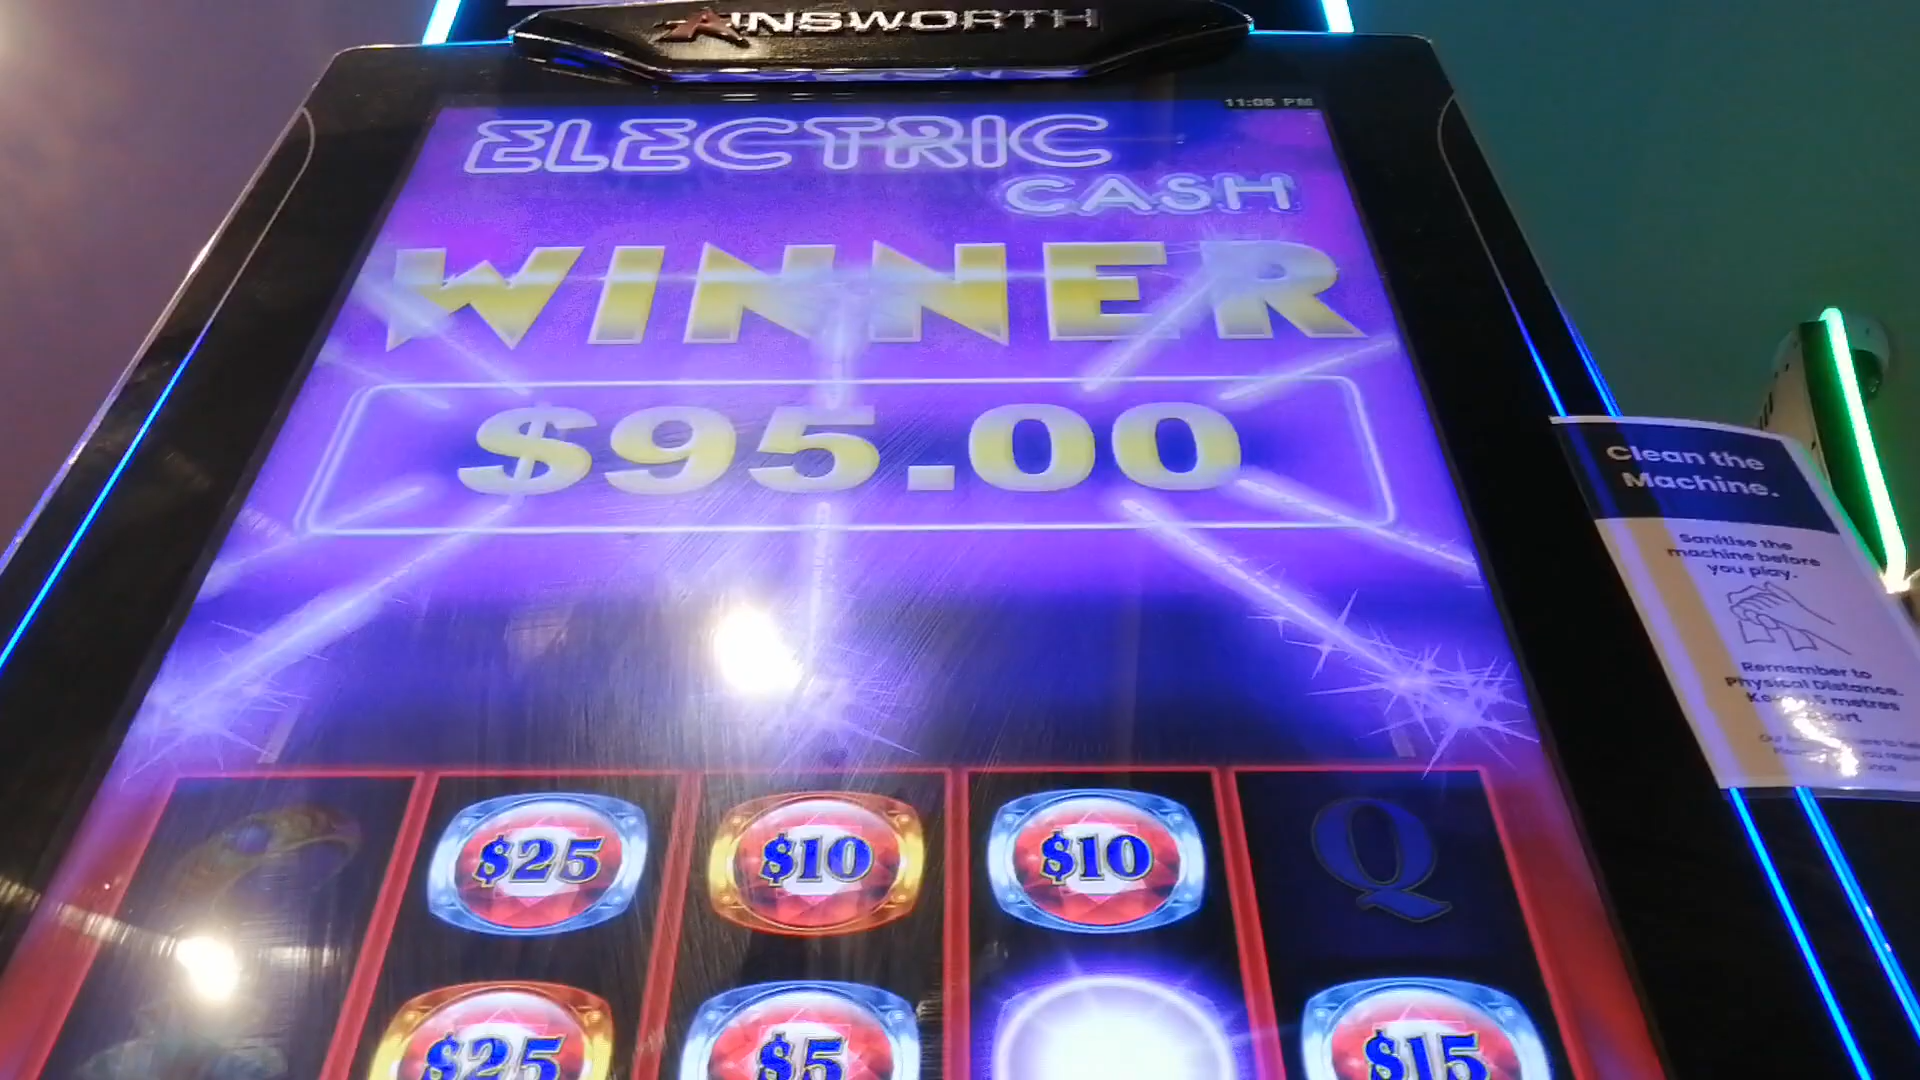 AINSWORTH
11:06 PM
ELECTRIC
CASH
WINNER
$95.00
Clean the
Machine.
Sanitise the
machine before
you play.
Remember to
Physical Distance.
metres
$25 $10 $10 Q
$25 $5 $15